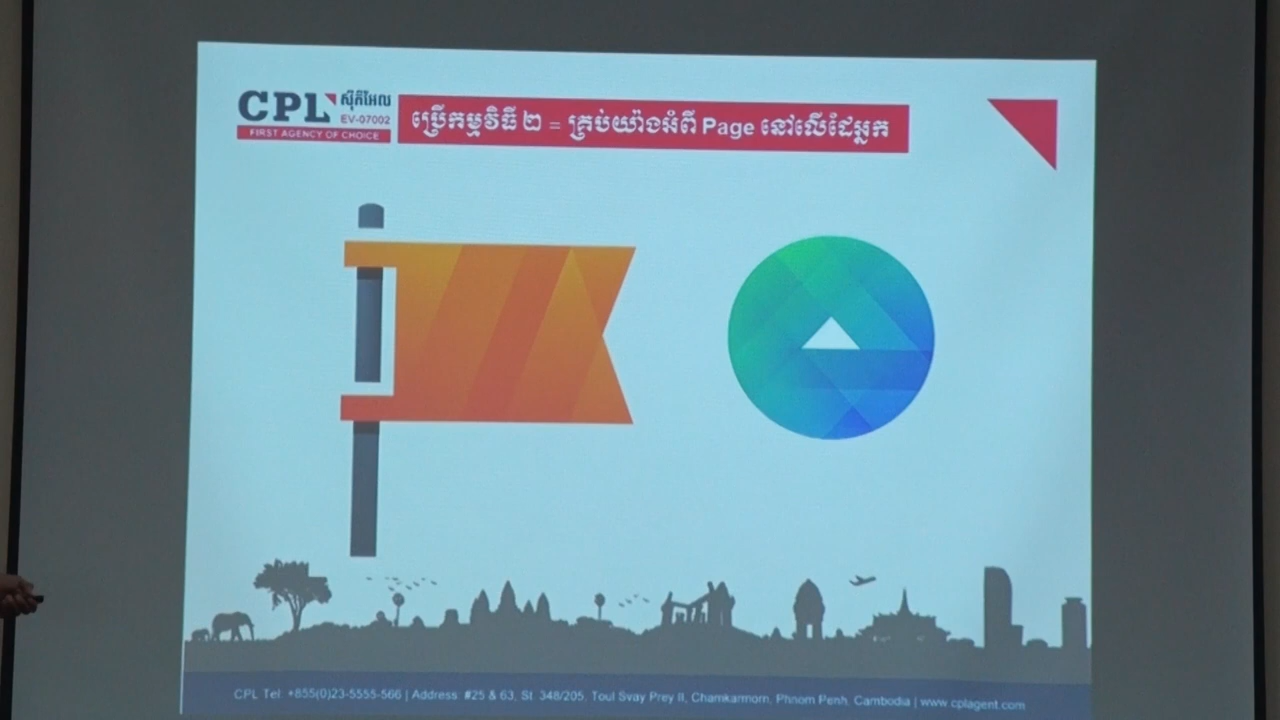 CPL ស៊ីភីអែល
EV-07002
FIRST AGENCY OF CHOICE
ប្រើកម្មវិធី ២ = គ្រប់យ៉ាងអំពី Page នៅលើដៃអ្នក
CPL Tel: +855(0)23-5555-566 | Address: #25 & 63, St. 348/205, Toul Svay Prey II, Chamkarmorn, Phnom Penh, Cambodia | www.cplagent.com